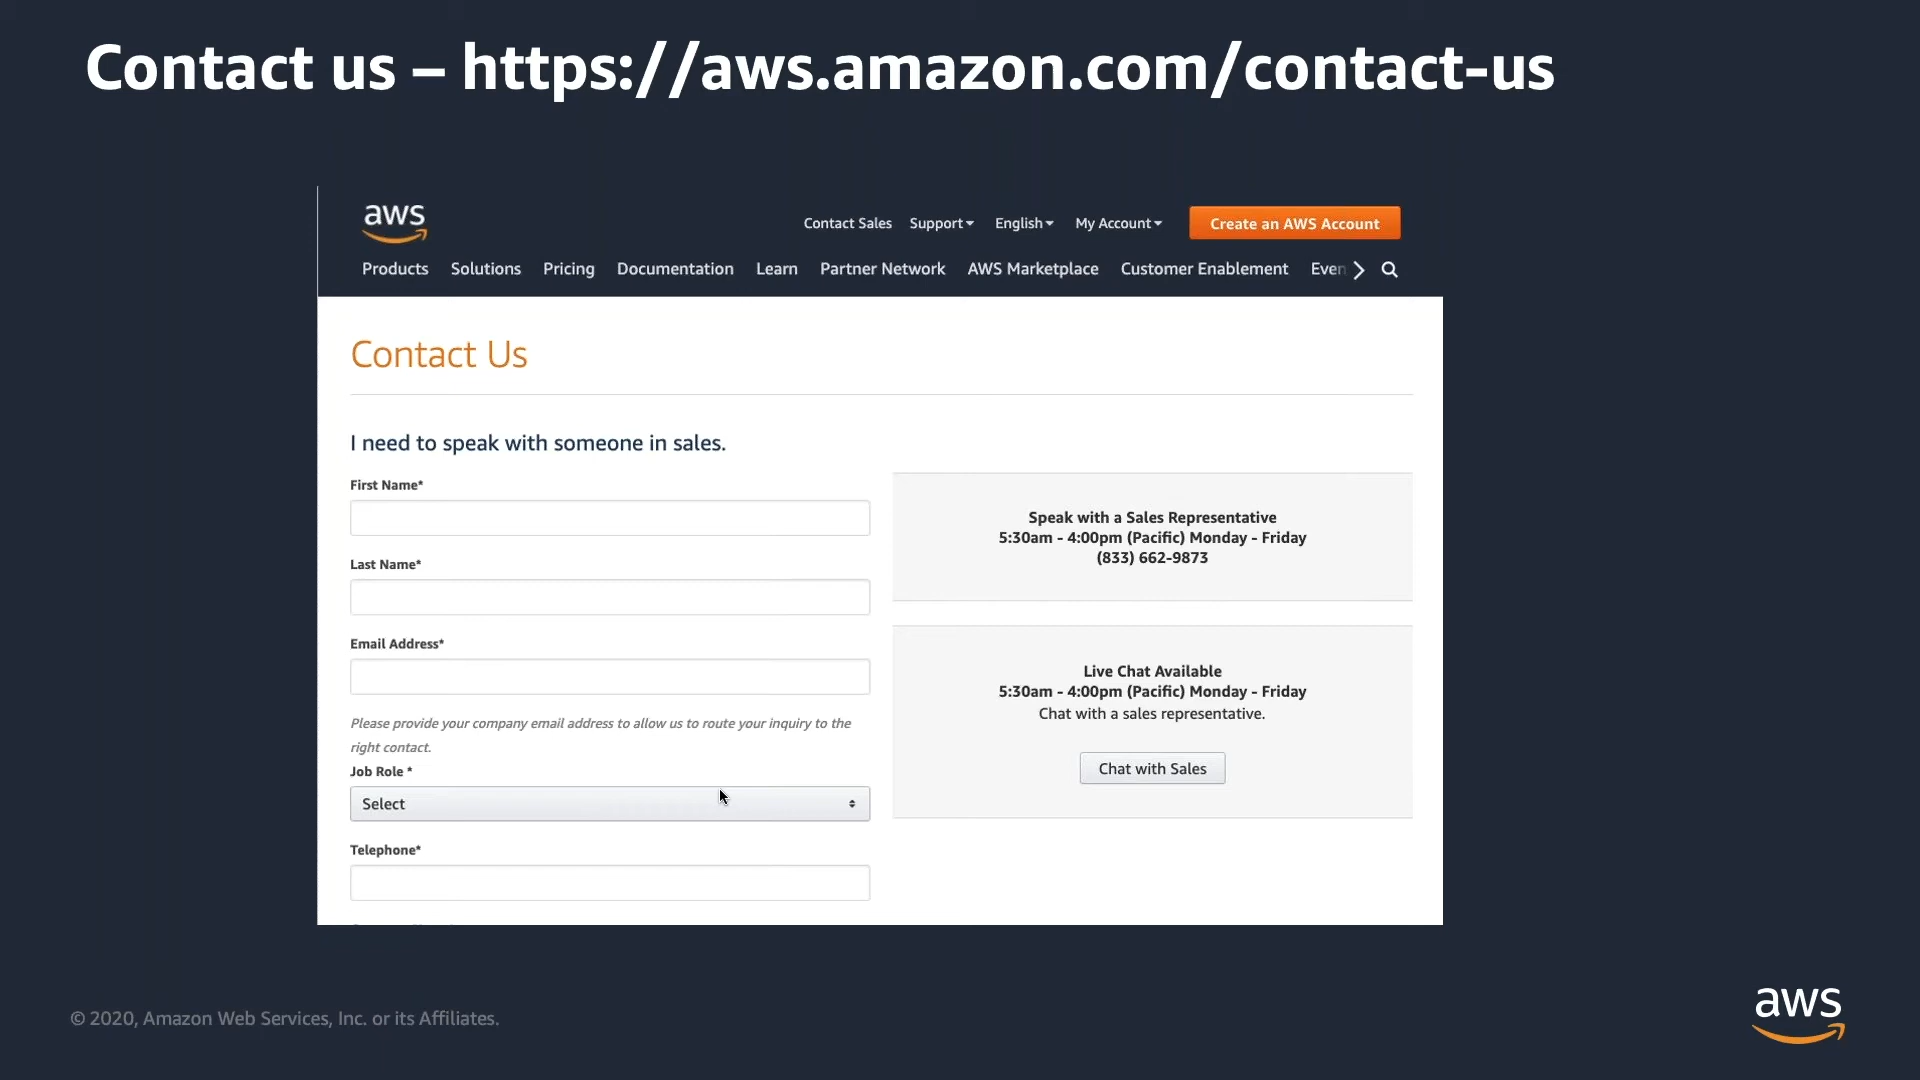 Contact us – https://aws.amazon.com/contact-us
aws
Contact Sales Support English My Account Create an AWS Account
Products Solutions Pricing Documentation Learn Partner Network AWS Marketplace Customer Enablement Even
Contact Us
I need to speak with someone in sales.
First Name*
Last Name*
Email Address*
Please provide your company email address to allow us to route your inquiry to the
right contact.
Job Role *
Select
Telephone*
Speak with a Sales Representative
5:30am - 4:00pm (Pacific) Monday - Friday
(833) 662-9873
Live Chat Available
5:30am - 4:00pm (Pacific) Monday - Friday
Chat with a sales representative.
Chat with Sales
© 2020, Amazon Web Services, Inc. or its Affiliates.
aws